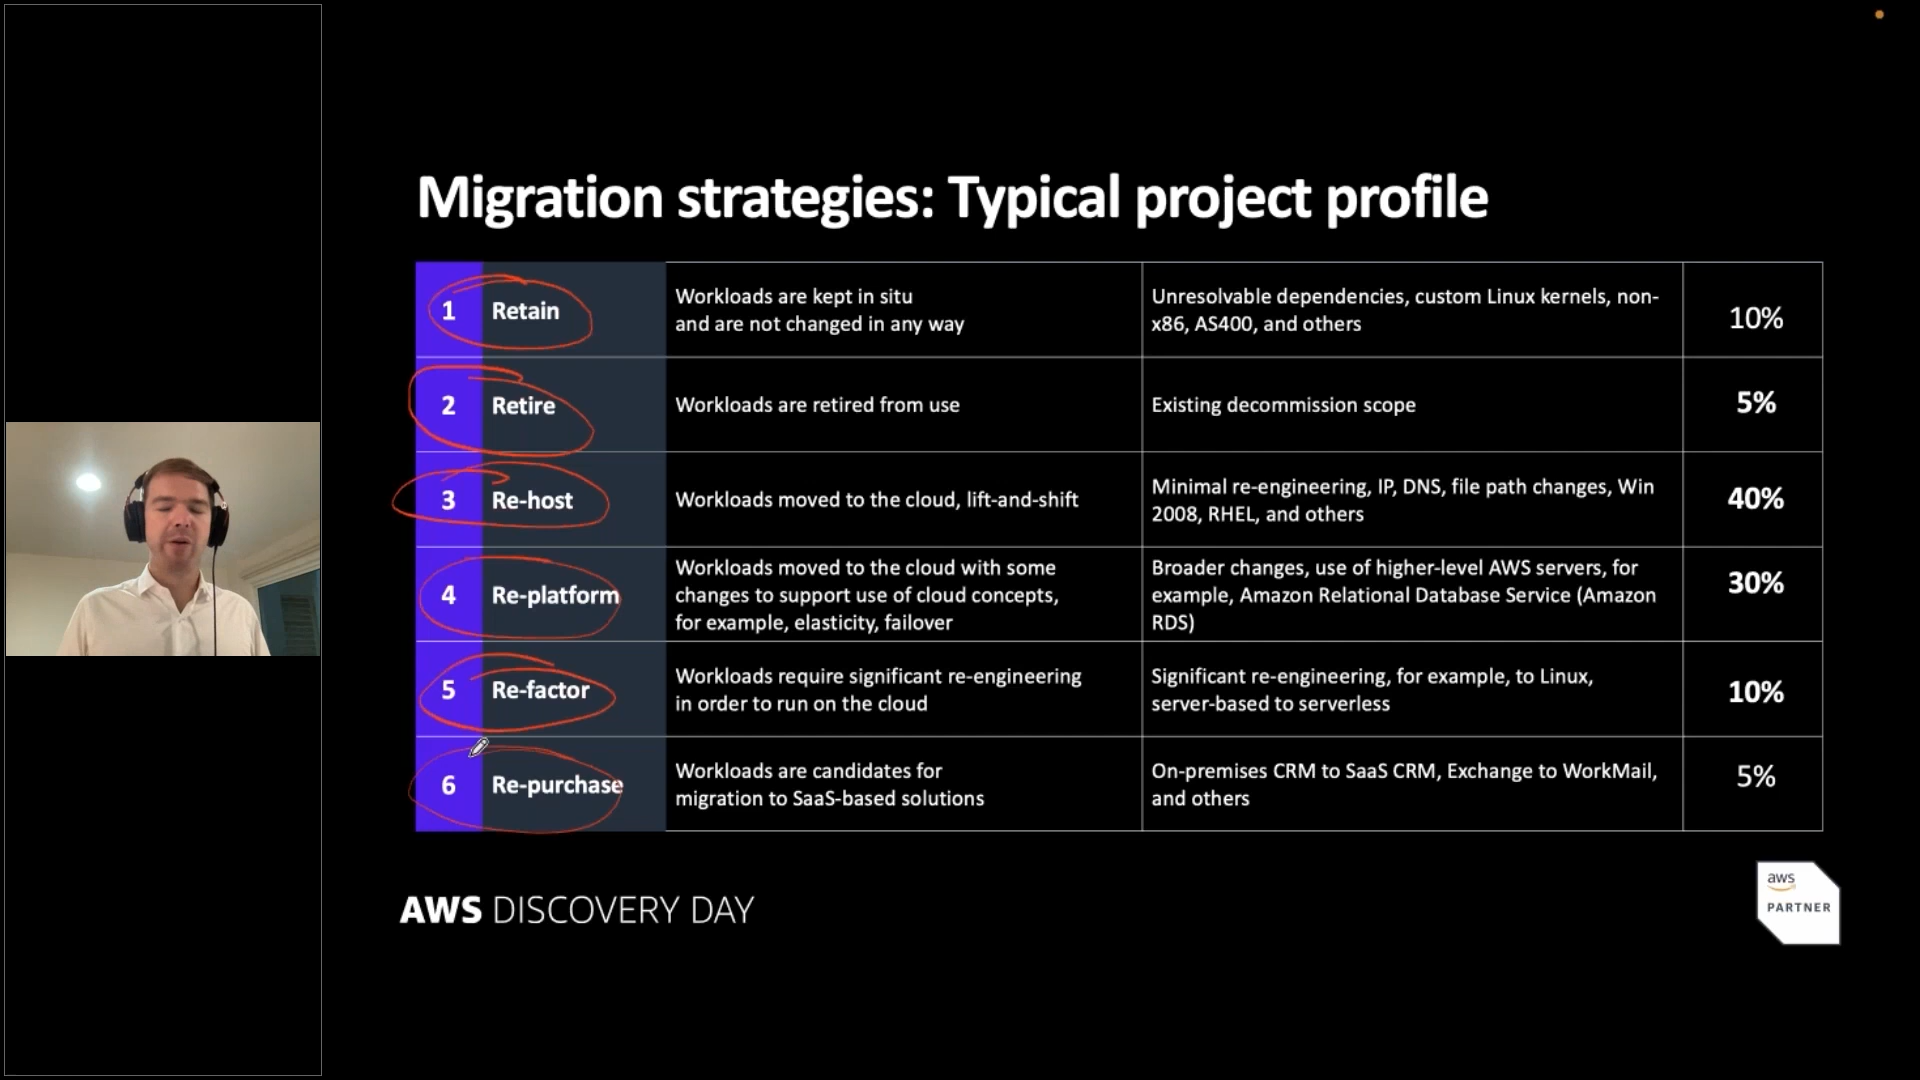 Migration strategies: Typical project profile
1 Retain
Workloads are kept in situ
and are not changed in any way
Unresolvable dependencies, custom Linux kernels, non-
x86, AS400, and others
10%
2 Retire
Workloads are retired from use
Existing decommission scope
5%
3 Re-host
Workloads moved to the cloud, lift-and-shift
Minimal re-engineering, IP, DNS, file path changes, Win
2008, RHEL, and others
40%
4 Re-platform
Workloads moved to the cloud with some
changes to support use of cloud concepts,
for example, elasticity, failover
Broader changes, use of higher-level AWS servers, for
example, Amazon Relational Database Service (Amazon
RDS)
30%
5 Re-factor
Workloads require significant re-engineering
in order to run on the cloud
Significant re-engineering, for example, to Linux,
server-based to serverless
10%
6 Re-purchase
Workloads are candidates for
migration to SaaS-based solutions
On-premises CRM to SaaS CRM, Exchange to WorkMail,
and others
5%
AWS DISCOVERY DAY
aws
PARTNER